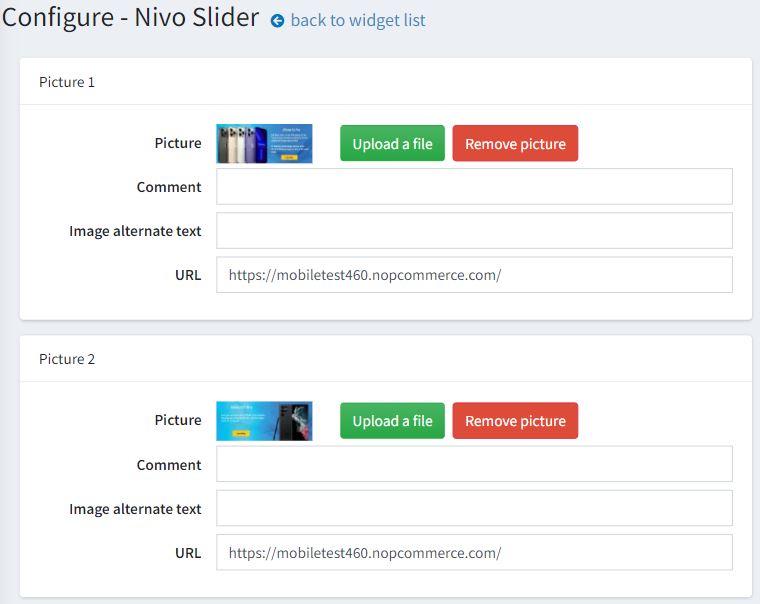 Configure - Nivo Slider back to widget list
Picture 1
Picture Upload a file Remove picture
Comment
Image alternate text
URL https://mobiletest460.nopcommerce.com/
Picture 2
Picture Upload a file Remove picture
Comment
Image alternate text
URL https://mobiletest460.nopcommerce.com/